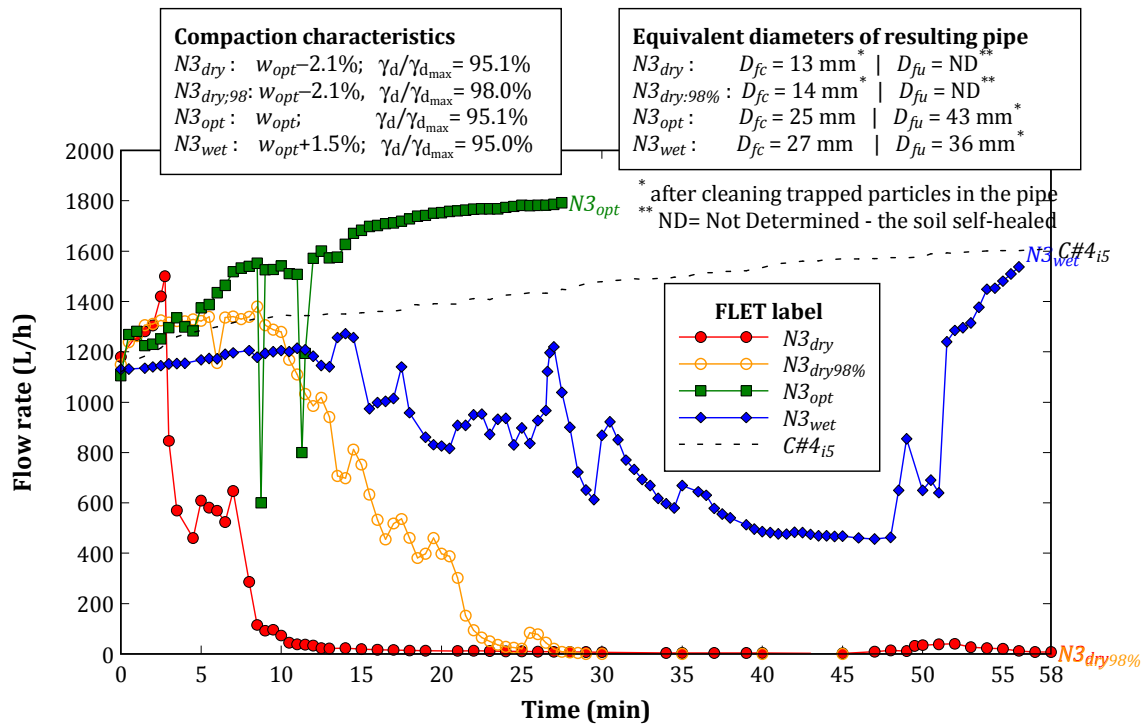 Compaction characteristics
N3dry : wopt−2.1%; γd/γdmax= 95.1%
N3dry;98: wopt−2.1%, γd/γdmax= 98.0%
N3opt : wopt; γd/γdmax= 95.1%
N3wet : wopt+1.5%; γd/γdmax= 95.0%
Equivalent diameters of resulting pipe
N3dry : Dfc = 13 mm* | Dfu = ND**
N3dry:98% : Dfc = 14 mm* | Dfu = ND**
N3opt : Dfc = 25 mm | Dfu = 43 mm*
N3wet : Dfc = 27 mm | Dfu = 36 mm*
* after cleaning trapped particles in the pipe
** ND= Not Determined - the soil self-healed
N3opt
N3wet
C#4i5
FLET label
N3dry
N3dry98%
N3opt
N3wet
C#4i5
N3dry98%
Flow rate (L/h)
2000
1800
1600
1400
1200
1000
800
600
400
200
0
0 5 10 15 20 25 30 35 40 45 50 55 58
Time (min)